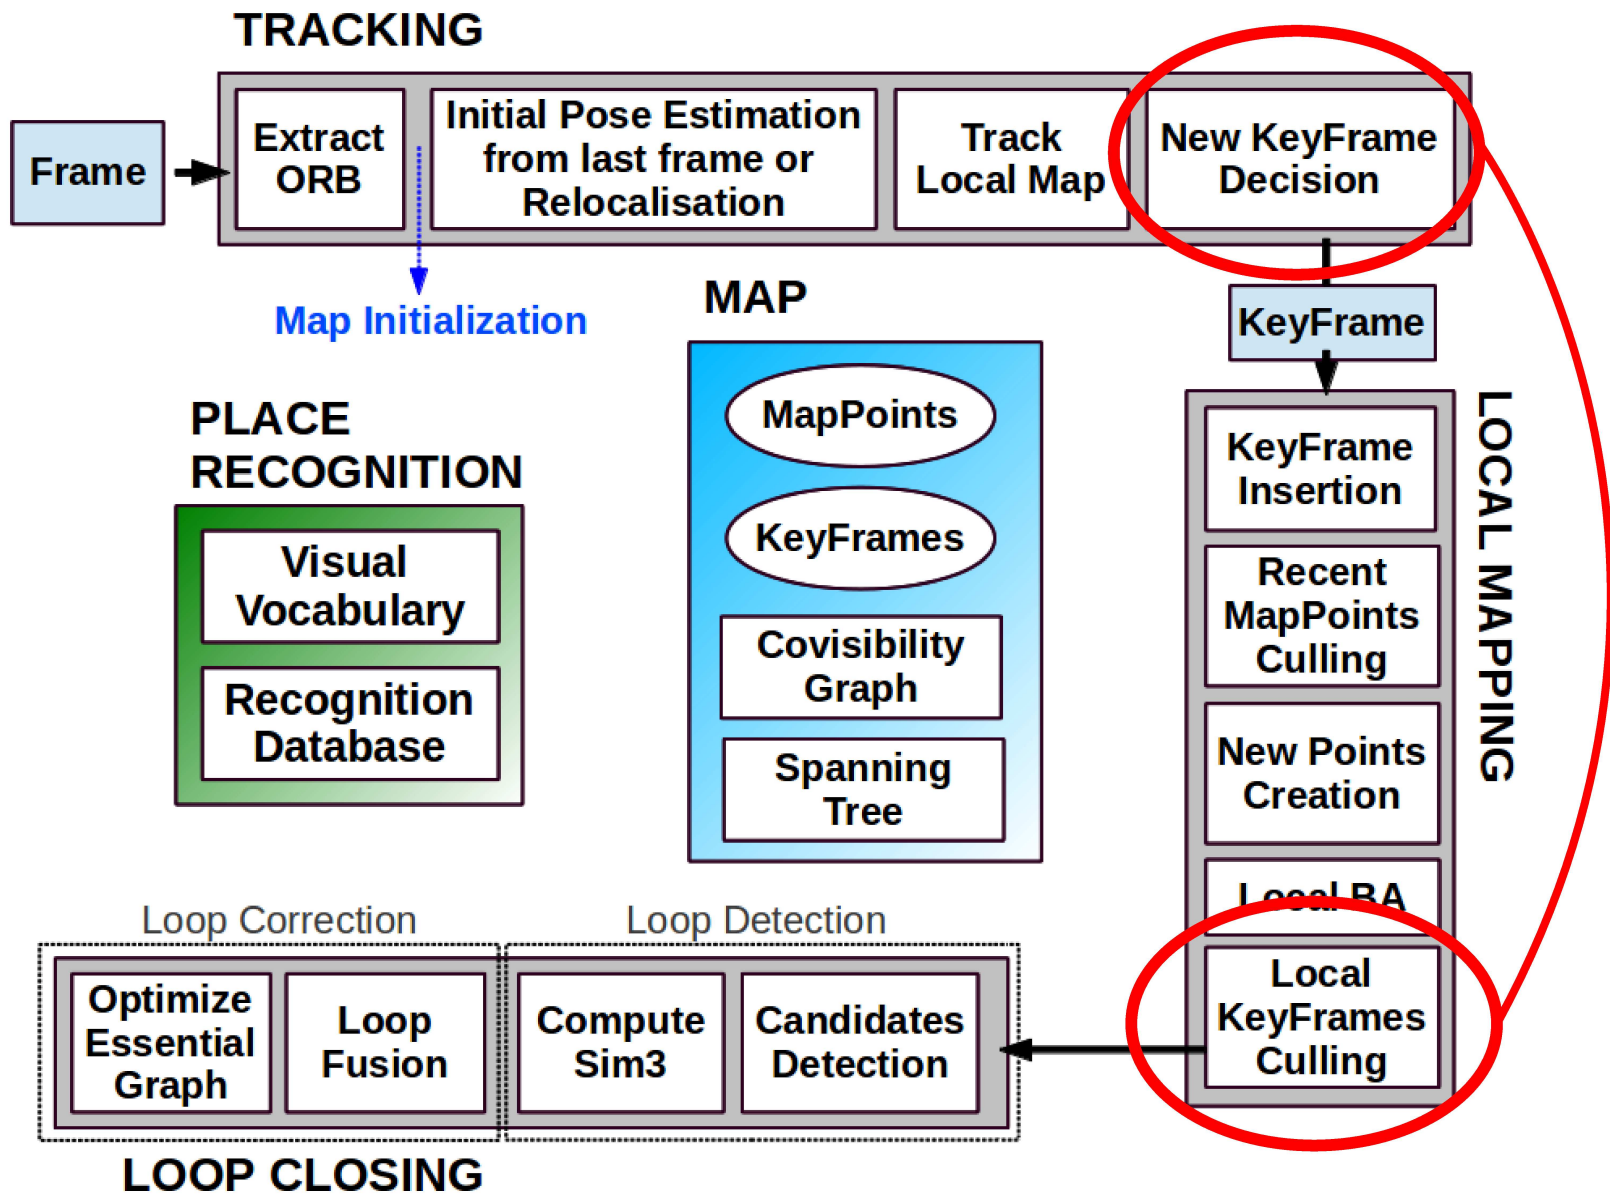 TRACKING
Frame
Extract
ORB
Initial Pose Estimation
from last frame or
Relocalisation
Track
Local Map
New KeyFrame
Decision
Map Initialization
MAP
KeyFrame
PLACE
RECOGNITION
Visual
Vocabulary
Recognition
Database
MapPoints
KeyFrames
Covisibility
Graph
Spanning
Tree
LOCAL MAPPING
KeyFrame
Insertion
Recent
MapPoints
Culling
New Points
Creation
Local BA
Local
KeyFrames
Culling
Loop Correction
Loop Detection
Optimize
Essential
Graph
Loop
Fusion
Compute
Sim3
Candidates
Detection
LOOP CLOSING